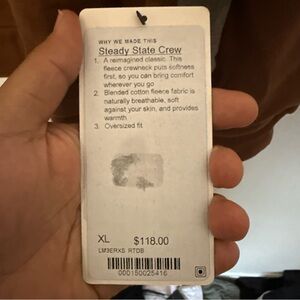 WHY WE MADE THIS
Steady State Crew
1. A reimagined classic. This
fleece crewneck puts softness
first, so you can bring comfort
wherever you go
2. Blended cotton fleece fabric is
naturally breathable, soft
against your skin, and provides
warmth
3. Oversized fit
XL $118.00
LM3ERXS RTDB
000150025416